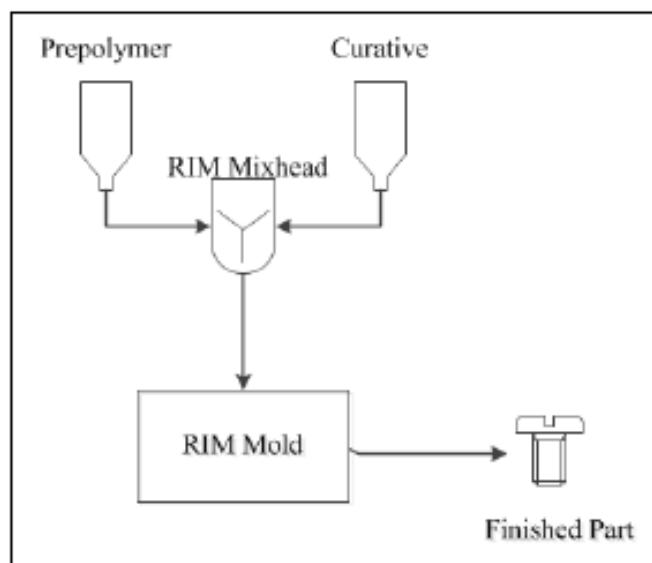 Prepolymer
Curative
RIM Mixhead
RIM Mold
Finished Part